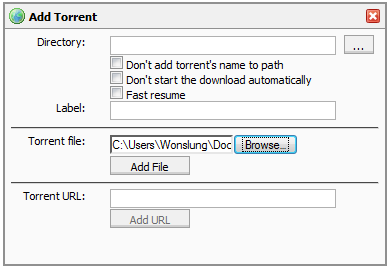 Add Torrent
Directory:
...
Don't add torrent's name to path
Don't start the download automatically
Fast resume
Label:
Torrent file: C:\Users\Wonslung\Doc Browse...
Add File
Torrent URL:
Add URL